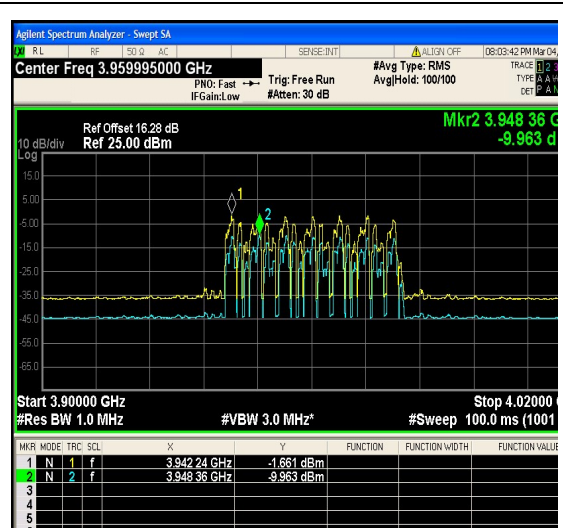 Agilent Spectrum Analyzer - Swept SA
RL RF 50 Ω AC SENSE:INT ALIGN OFF 08:03:42 PM Mar 04,
Center Freq 3.959995000 GHz #Avg Type: RMS TRACE 1 2 3
PNO: Fast Trig: Free Run Avg|Hold: 100/100 TYPE A A
IFGain:Low #Atten: 30 dB DET P A N
Mkr2 3.948 36 G
Ref Offset 16.28 dB
10 dB/div Ref 25.00 dBm -9.963 d
Log
15.0
5.00
1
2
-5.00
-15.0
-25.0
-35.0
-45.0
-55.0
-65.0
Start 3.90000 GHz Stop 4.02000
#Res BW 1.0 MHz #VBW 3.0 MHz* #Sweep 100.0 ms (1001
MKR MODE TRC SCL X Y FUNCTION FUNCTION WIDTH FUNCTION VALUE
1 N 1 f 3.942 24 GHz -1.661 dBm
2 N 2 f 3.948 36 GHz -9.963 dBm
3
4
5